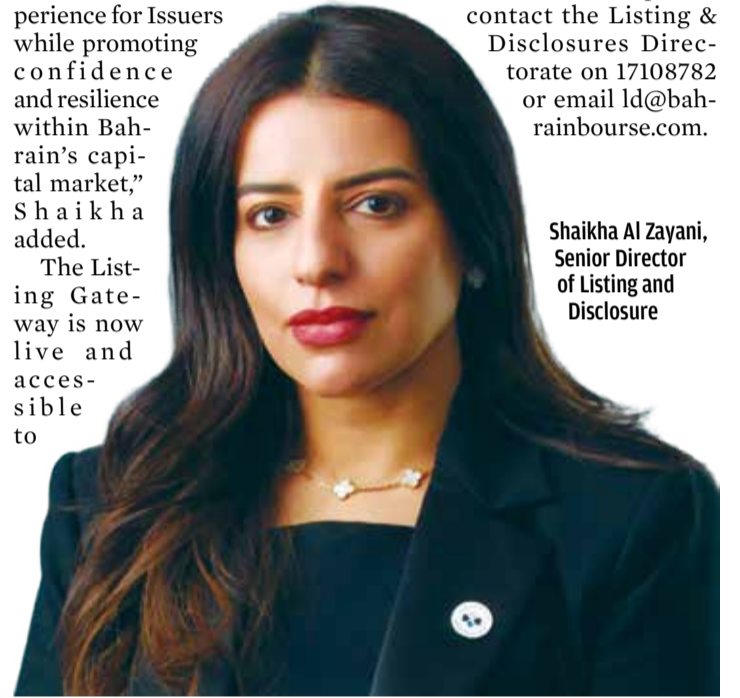 perience for Issuers
while promoting
confidence
and resilience
within Bah-
rain’s capi-
tal market,”
Shaikha
added.
The List-
ing Gate-
way is now
live and
acces-
sible
to
contact the Listing &
Disclosures Direc-
torate on 17108782
or email ld@bah-
rainbourse.com.
Shaikha Al Zayani,
Senior Director
of Listing and
Disclosure